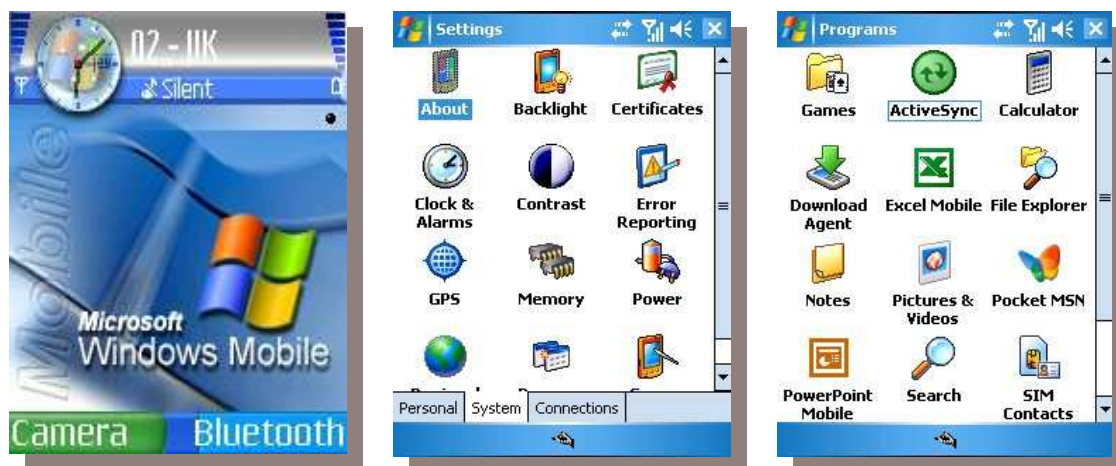 02 - UK
Silent
Mobile
Microsoft
Windows Mobile
Camera Bluetooth
Settings
About Backlight Certificates
Clock & Contrast Error
Alarms Reporting
GPS Memory Power
Personal System Connections
Programs
Games ActiveSync Calculator
Download Excel Mobile File Explorer
Agent
Notes Pictures & Pocket MSN
Videos
PowerPoint Search SIM
Mobile Contacts